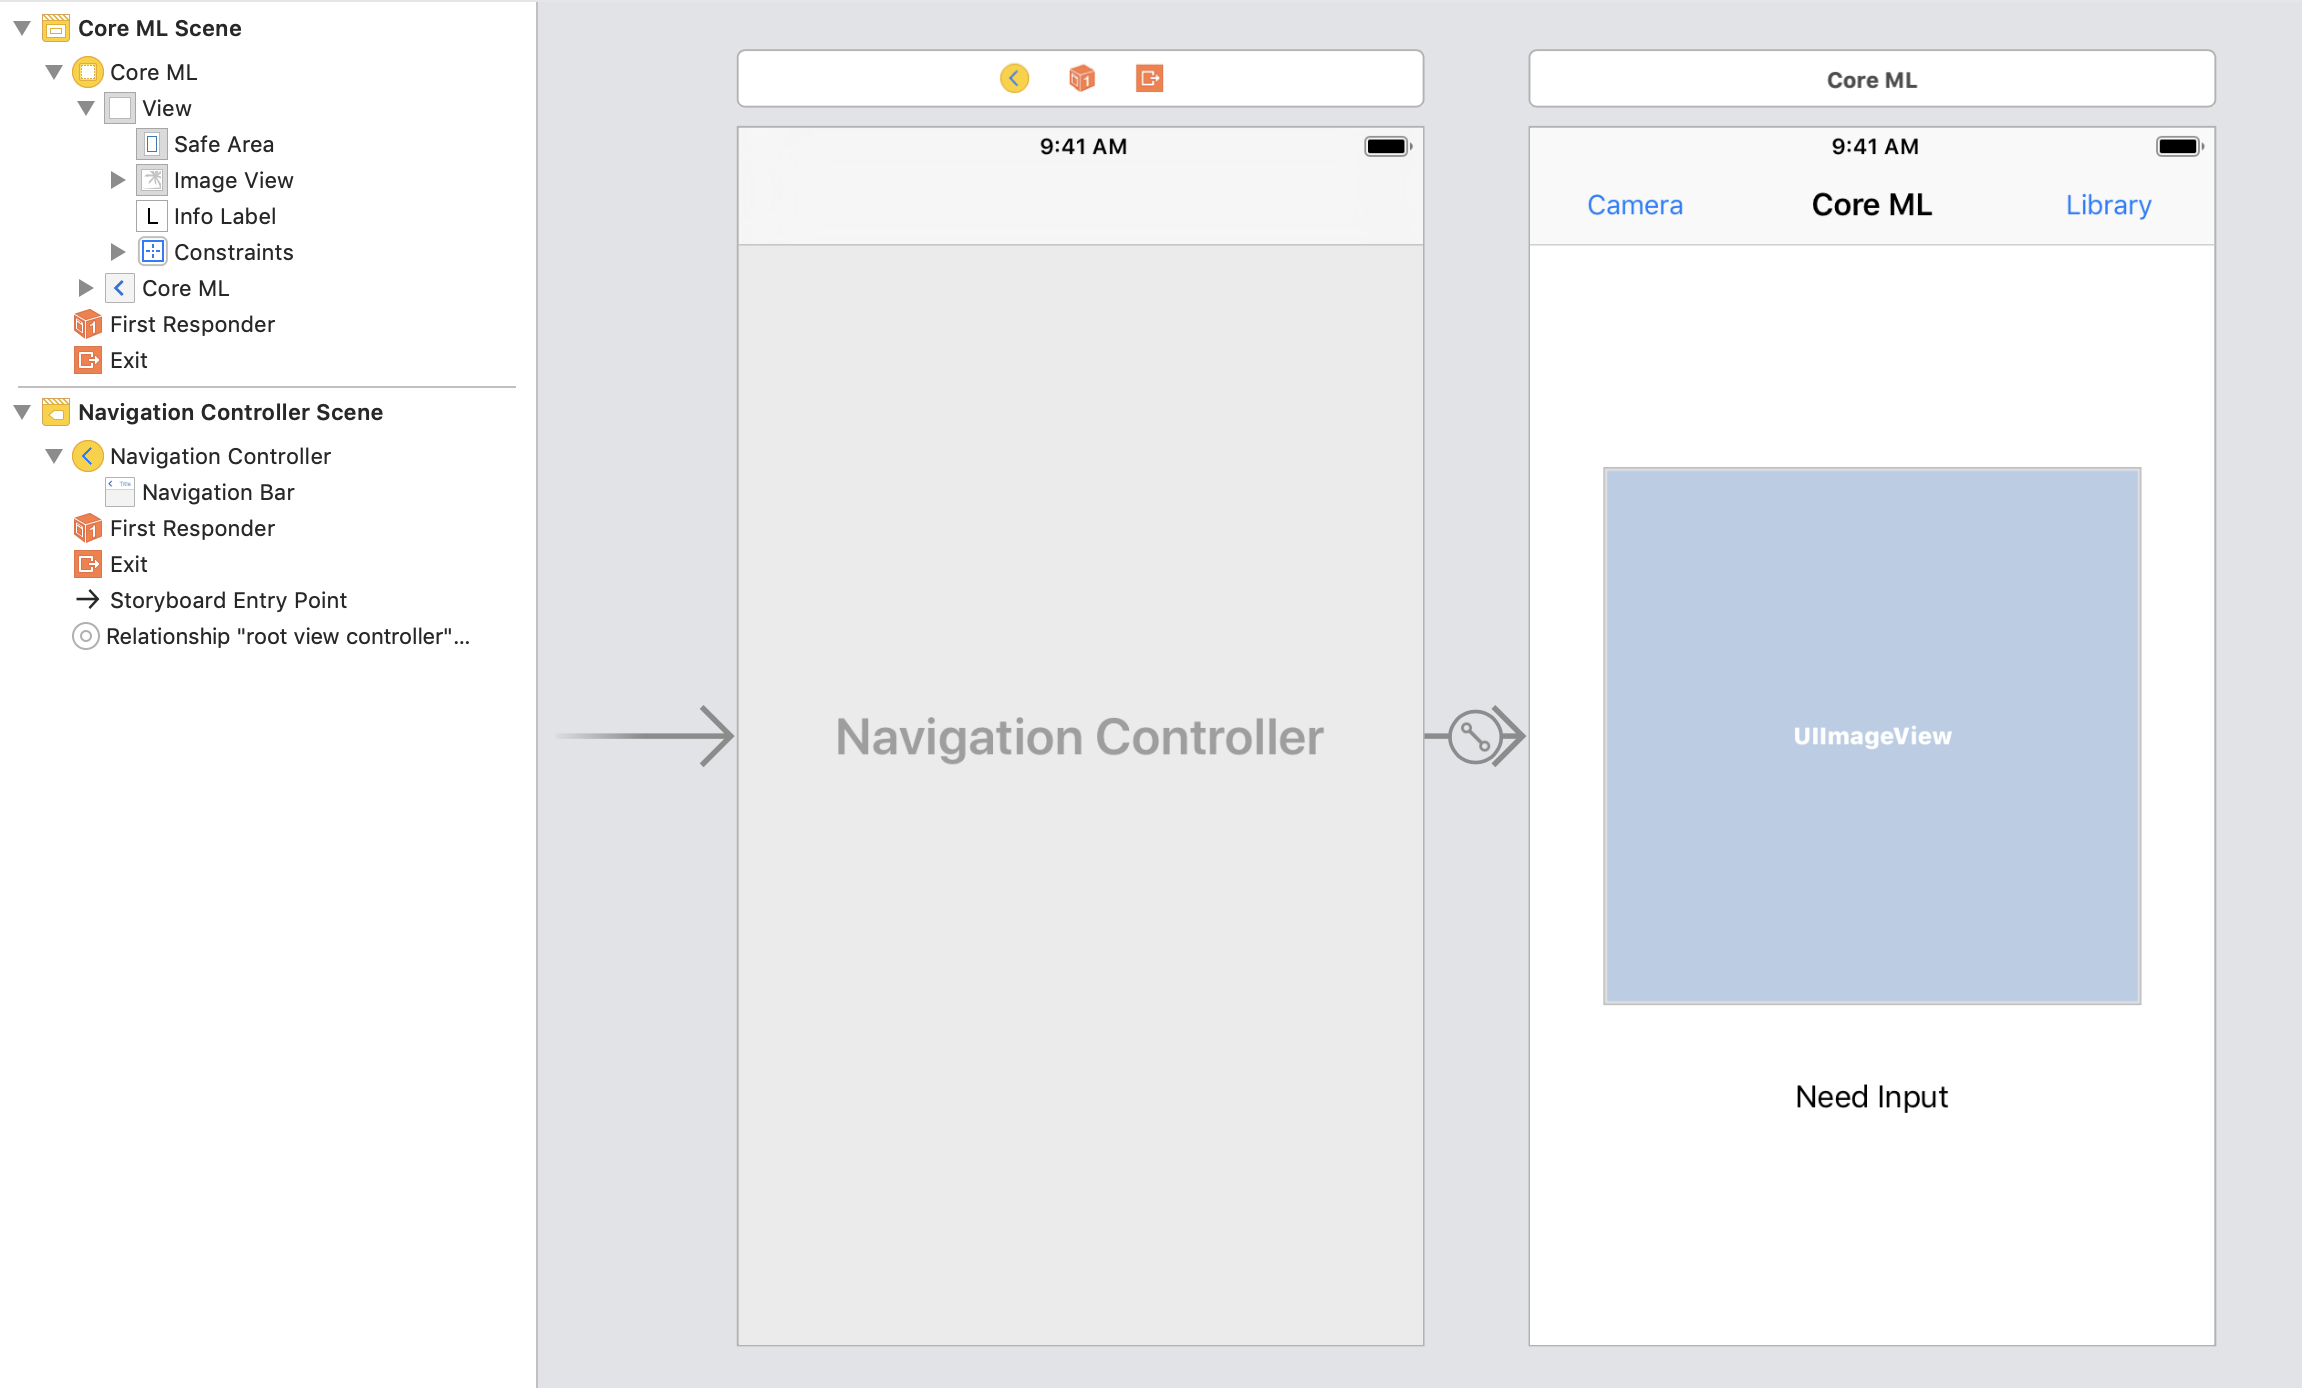 Core ML Scene
Core ML
View
Safe Area
Image View
L Info Label
Constraints
Core ML
First Responder
Exit
Navigation Controller Scene
Navigation Controller
Title
Navigation Bar
First Responder
Exit
Storyboard Entry Point
Relationship "root view controller"...
9:41 AM
Navigation Controller
Core ML
9:41 AM
Camera Core ML Library
UIImageView
Need Input